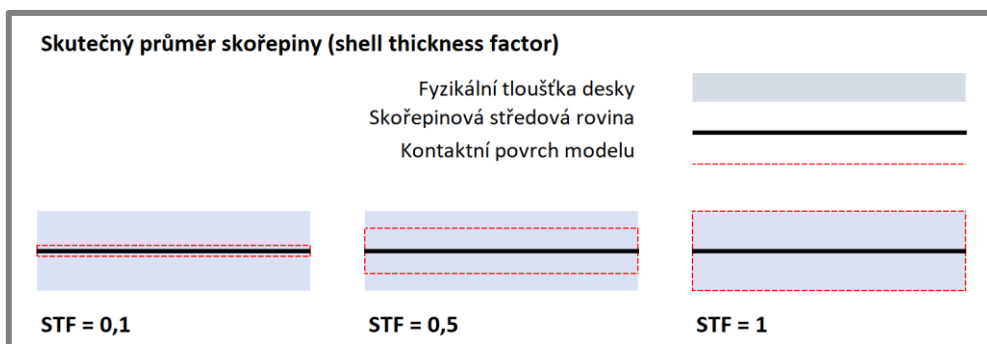 Skutečný průměr skořepiny (shell thickness factor)
Fyzikální tloušťka desky
Skořepinová středová rovina
Kontaktní povrch modelu
STF = 0,1
STF = 0,5
STF = 1